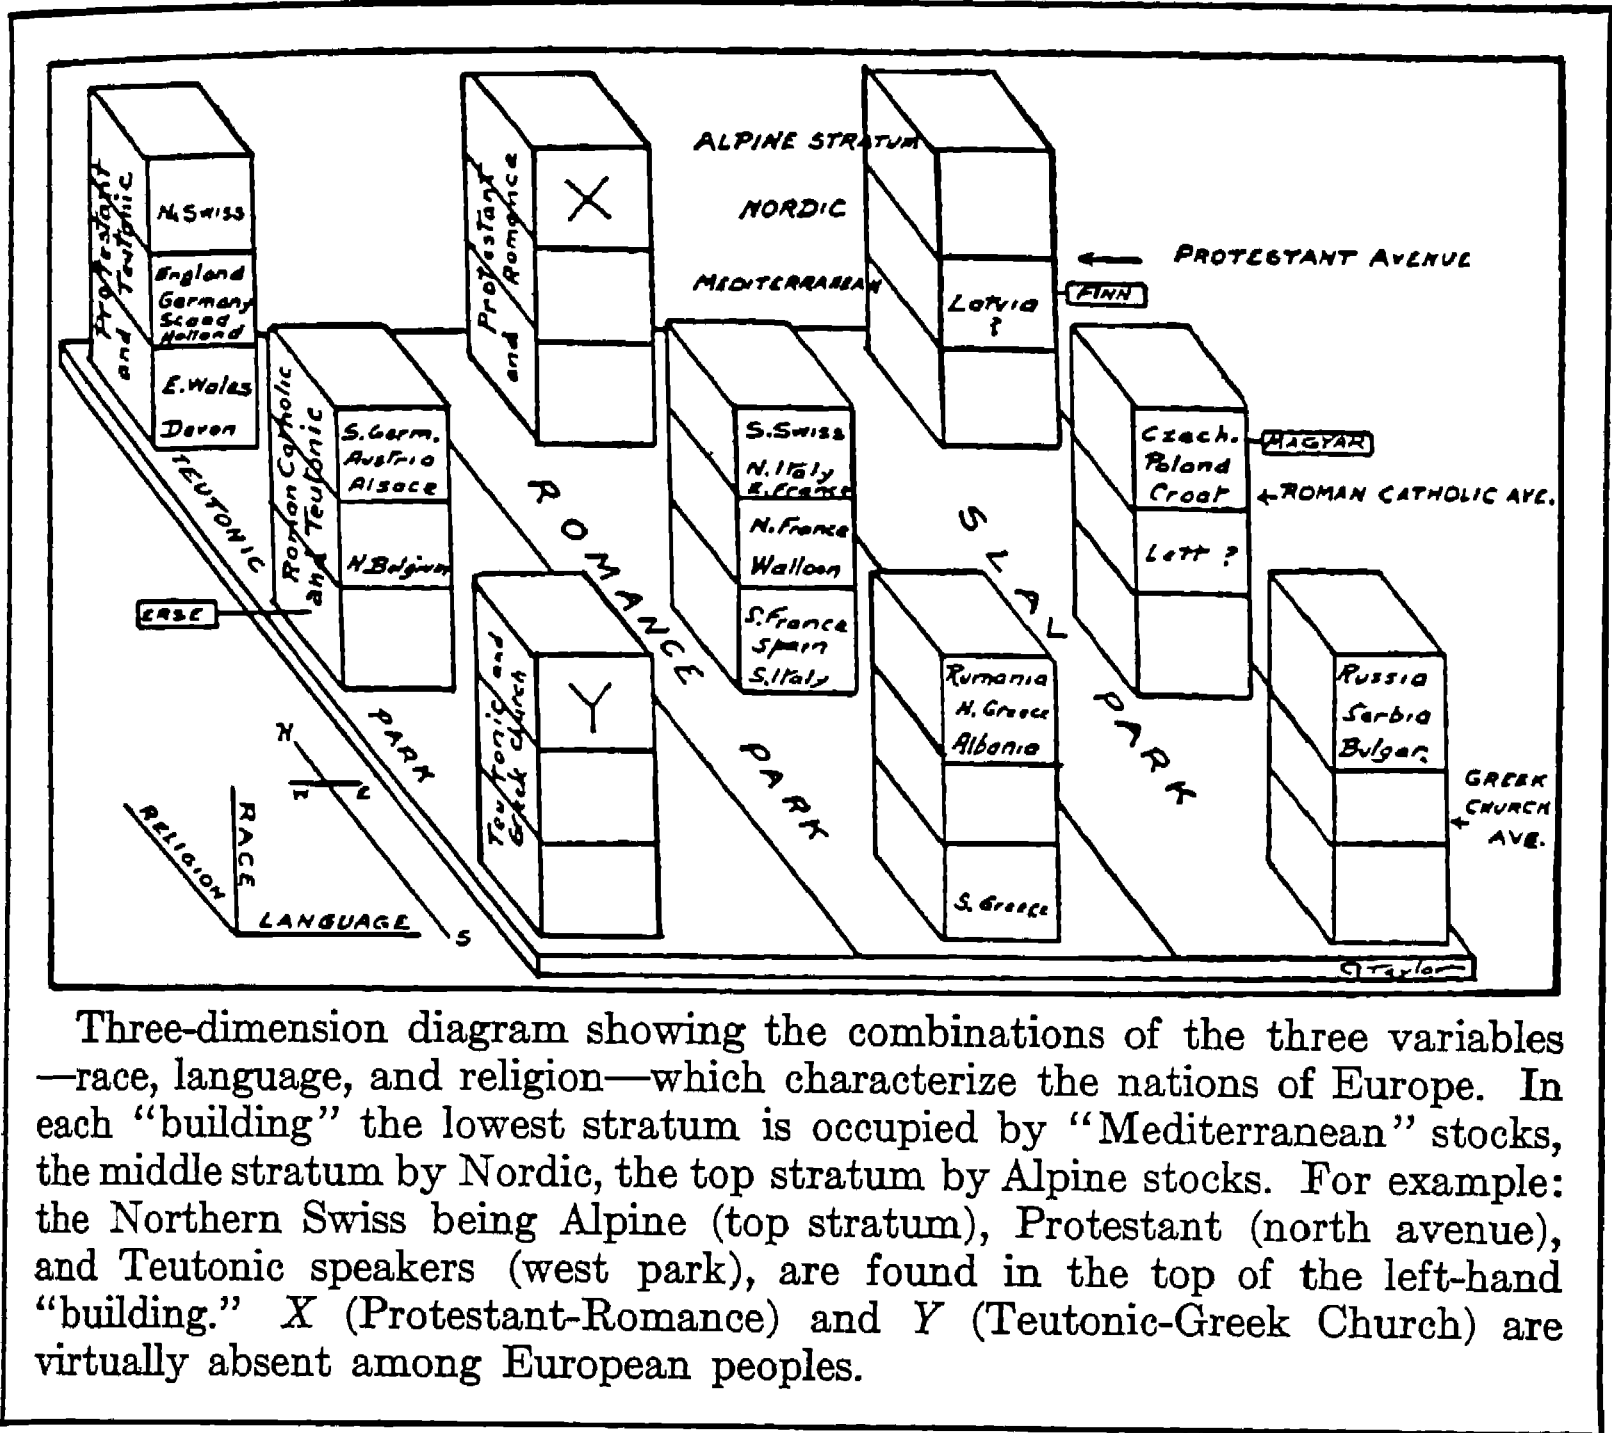 ALPINE STRATUM
NORDIC
MEDITERRANEAN
← PROTESTANT AVENUE
FINN
Protestant
and Teutonic
N. Swiss
England
Germany
Scand
Holland
E. Wales
Devon
Protestant
and Romance
X
Latvia
?
Roman Catholic
and Teutonic
S. Germ.
Austria
Alsace
N. Belgium
ERSE
S. Swiss
N. Italy
E. France
N. France
Walloon
S. France
Spain
S. Italy
Czech.
Poland
Croat
Lett ?
MAGYAR
← ROMAN CATHOLIC AVE.
Teutonic and
Greek Church
Y
Rumania
N. Greece
Albania
S. Greece
Russia
Serbia
Bulgar.
GREEK
CHURCH
AVE.
TEUTONIC PARK
ROMANCE PARK
SLAV PARK
N
S
RELIGION
RACE
LANGUAGE
G Taylor
Three-dimension diagram showing the combinations of the three variables
—race, language, and religion—which characterize the nations of Europe. In
each “building” the lowest stratum is occupied by “Mediterranean” stocks,
the middle stratum by Nordic, the top stratum by Alpine stocks. For example:
the Northern Swiss being Alpine (top stratum), Protestant (north avenue),
and Teutonic speakers (west park), are found in the top of the left-hand
“building.” X (Protestant-Romance) and Y (Teutonic-Greek Church) are
virtually absent among European peoples.